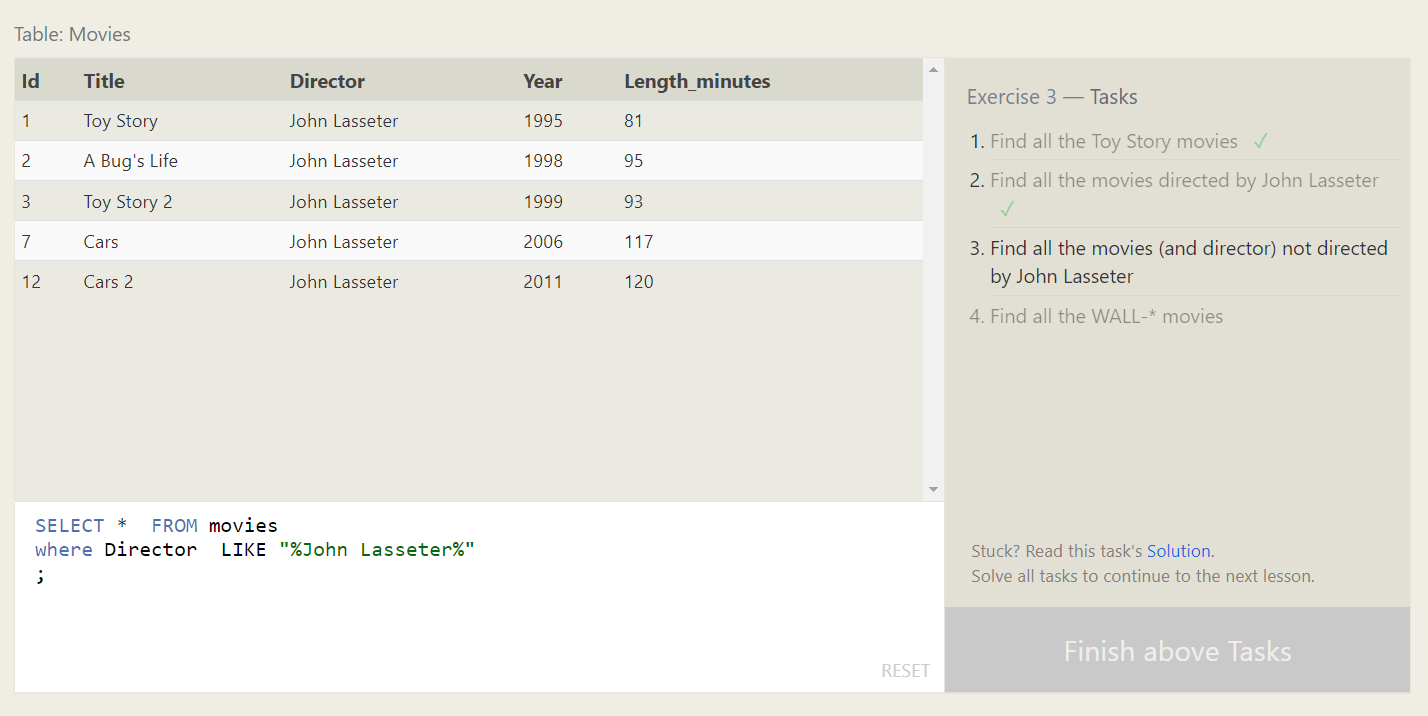 Table: Movies
Id Title Director Year Length_minutes
1 Toy Story John Lasseter 1995 81
2 A Bug's Life John Lasseter 1998 95
3 Toy Story 2 John Lasseter 1999 93
7 Cars John Lasseter 2006 117
12 Cars 2 John Lasseter 2011 120
SELECT *  FROM movies
where Director  LIKE "%John Lasseter%"
;
RESET
Exercise 3 — Tasks
1. Find all the Toy Story movies ✓
2. Find all the movies directed by John Lasseter
✓
3. Find all the movies (and director) not directed
by John Lasseter
4. Find all the WALL-* movies
Stuck? Read this task's Solution.
Solve all tasks to continue to the next lesson.
Finish above Tasks